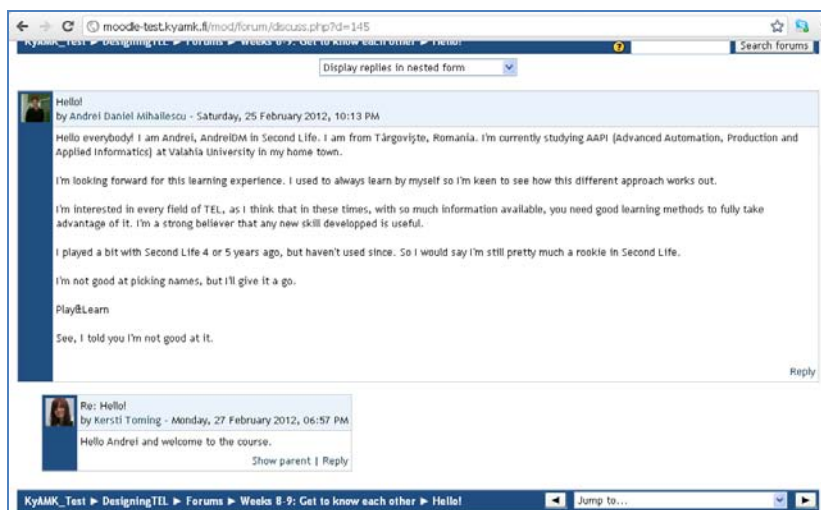 moodle-test.kyamk.fi/mod/forum/discuss.php?d=145
KyAMK_Test ► DesigningTEL ► Forums ► Weeks 8-9: Get to know each other ► Hello!
Search forums
Display replies in nested form
Hello!
by Andrei Daniel Mihailescu - Saturday, 25 February 2012, 10:13 PM
Hello everybody! I am Andrei, AndreiDM in Second Life. I am from Târgovişte, Romania. I'm currently studying AAPI (Advanced Automation, Production and
Applied Informatics) at Valahia University in my home town.
I'm looking forward for this learning experience. I used to always learn by myself so I'm keen to see how this different approach works out.
I'm interested in every field of TEL, as I think that in these times, with so much information available, you need good learning methods to fully take
advantage of it. I'm a strong believer that any new skill developped is useful.
I played a bit with Second Life 4 or 5 years ago, but haven't used since. So I would say I'm still pretty much a rookie in Second Life.
I'm not good at picking names, but I'll give it a go.
Play&Learn
See, I told you I'm not good at it.
Reply
Re: Hello!
by Kersti Toming - Monday, 27 February 2012, 06:57 PM
Hello Andrei and welcome to the course.
Show parent | Reply
KyAMK_Test ► DesigningTEL ► Forums ► Weeks 8-9: Get to know each other ► Hello!
Jump to...